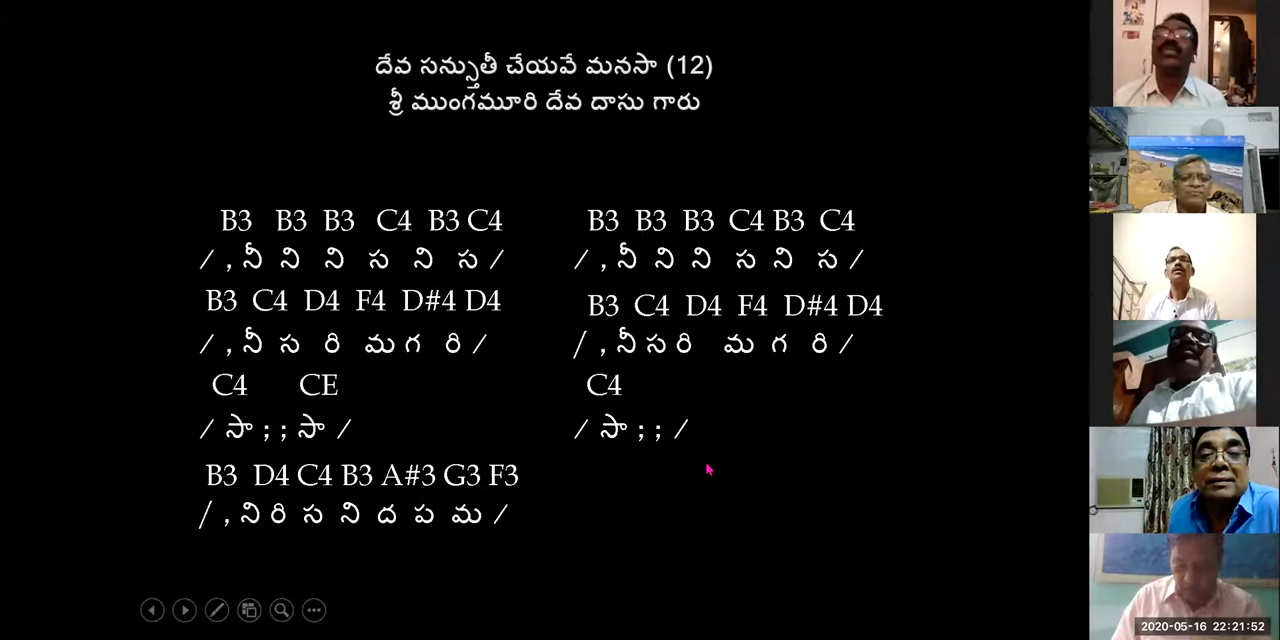 దేవ సన్నుతీ చేయవే మనసా (12)
శ్రీ ముంగమూరి దేవ దాసు గారు
B3 B3 B3 C4 B3 C4
/ , నీ ని ని స ని స /
B3 C4 D4 F4 D#4 D4
/ , నీ స రి మ గ రి /
C4 CE
/ సా ; ; సా /
B3 D4 C4 B3 A#3 G3 F3
/ , ని రి స ని ద ప మ /
B3 B3 B3 C4 B3 C4
/ , నీ ని ని స ని స /
B3 C4 D4 F4 D#4 D4
/ , నీ స రి మ గ రి /
C4
/ సా ; ; /
2020-05-16 22:21:52